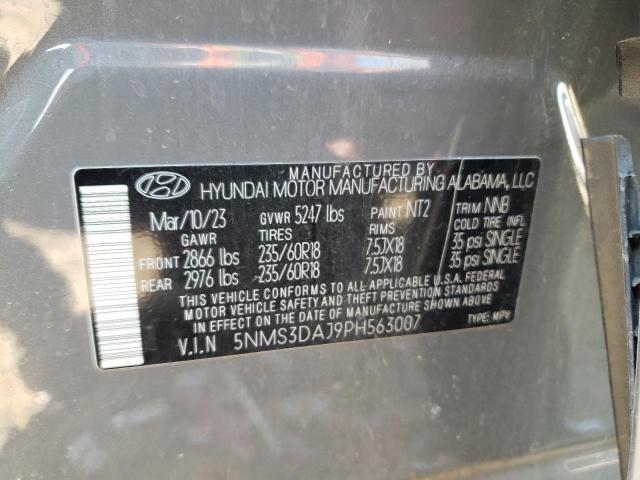 MANUFACTURED BY
HYUNDAI MOTOR MANUFACTURING ALABAMA, LLC
Mar/10/23 GVWR 5247 lbs PAINT NT2 TRIM NNB
GAWR TIRES RIMS COLD TIRE INFL
FRONT 2866 lbs 235/60R18 7.5JX18 35 psi SINGLE
REAR 2976 lbs 235/60R18 7.5JX18 35 psi SINGLE
THIS VEHICLE CONFORMS TO ALL APPLICABLE U.S.A. FEDERAL
MOTOR VEHICLE SAFETY AND THEFT PREVENTION STANDARDS
IN EFFECT ON THE DATE OF MANUFACTURE SHOWN ABOVE.
V.I.N 5NMS3DAJ9PH563007 TYPE: MPV